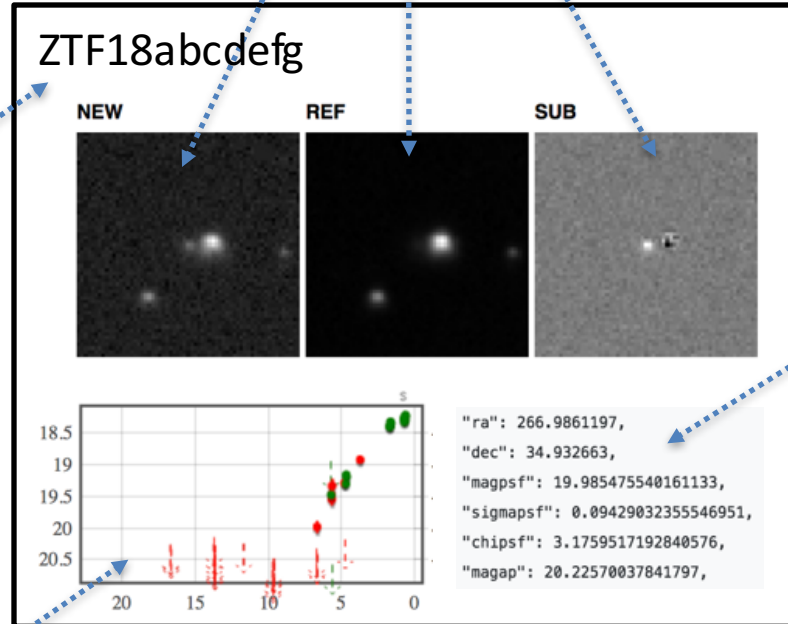 ZTF18abcdefg
NEW REF SUB
S
18.5
19
19.5
20
20.5
20 15 10 5 0
"ra": 266.9861197,
"dec": 34.932663,
"magpsf": 19.985475540161133,
"sigmapsf": 0.09429032355546951,
"chipsf": 3.1759517192840576,
"magap": 20.22570037841797,